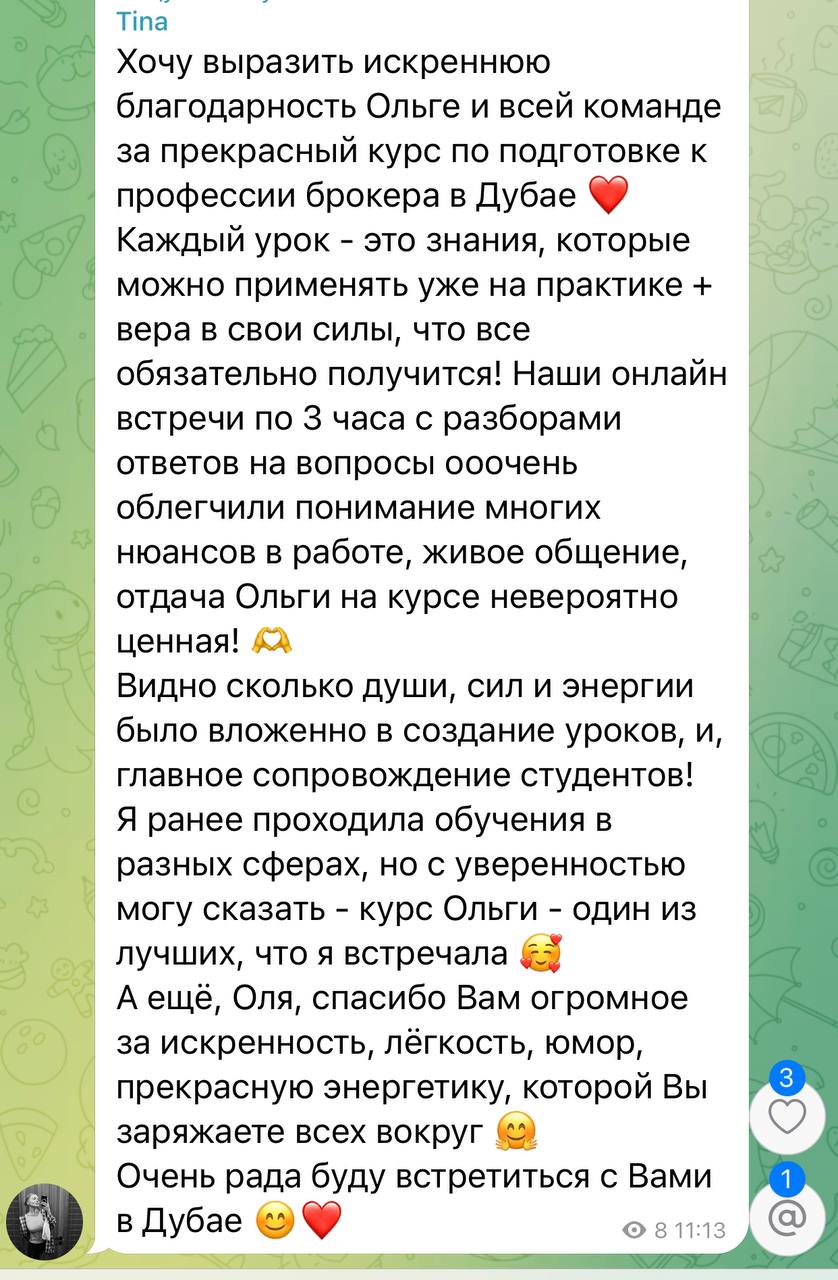 Tina
Хочу выразить искреннюю
благодарность Ольге и всей команде
за прекрасный курс по подготовке к
профессии брокера в Дубае ❤️
Каждый урок - это знания, которые
можно применять уже на практике +
вера в свои силы, что все
обязательно получится! Наши онлайн
встречи по 3 часа с разборами
ответов на вопросы ооочень
облегчили понимание многих
нюансов в работе, живое общение,
отдача Ольги на курсе невероятно
ценная! 🫶
Видно сколько души, сил и энергии
было вложенно в создание уроков, и,
главное сопровождение студентов!
Я ранее проходила обучения в
разных сферах, но с уверенностью
могу сказать - курс Ольги - один из
лучших, что я встречала 🥰
А ещё, Оля, спасибо Вам огромное
за искренность, лёгкость, юмор,
прекрасную энергетику, которой Вы
заряжаете всех вокруг 🤗
Очень рада буду встретиться с Вами
в Дубае 😊❤️
8 11:13
3
1
@